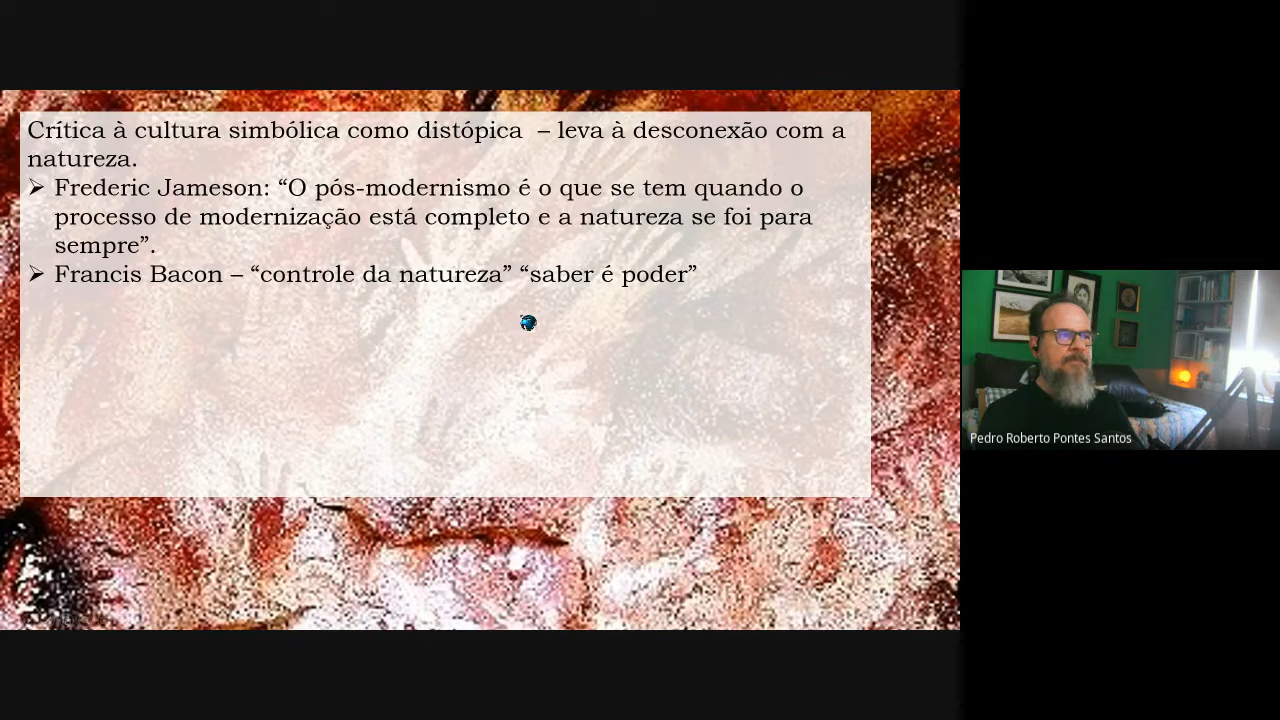 Crítica à cultura simbólica como distópica – leva à desconexão com a
natureza.
➢ Frederic Jameson: “O pós-modernismo é o que se tem quando o
processo de modernização está completo e a natureza se foi para
sempre”.
➢ Francis Bacon – “controle da natureza” “saber é poder”
Pedro Roberto Pontes Santos